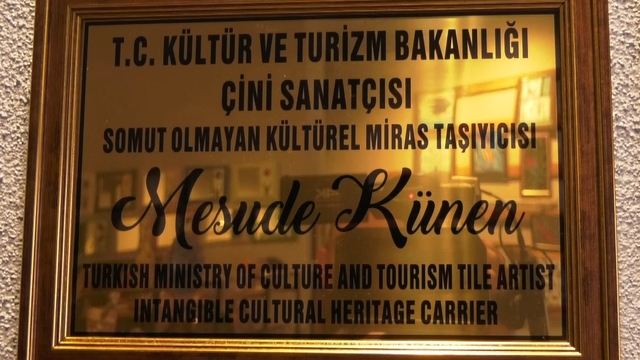 T.C. KÜLTÜR VE TURİZM BAKANLIĞI
ÇİNİ SANATÇISI
SOMUT OLMAYAN KÜLTÜREL MİRAS TAŞIYICISI
Mesude Künen
TURKISH MINISTRY OF CULTURE AND TOURISM TILE ARTIST
INTANGIBLE CULTURAL HERITAGE CARRIER